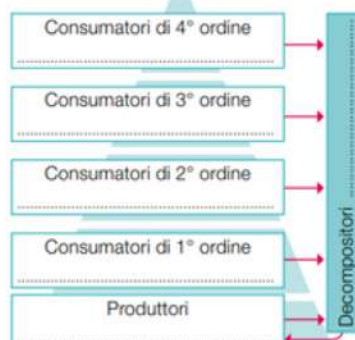 Consumatori di 4° ordine
Consumatori di 3° ordine
Consumatori di 2° ordine
Consumatori di 1° ordine
Produttori
Decompositori